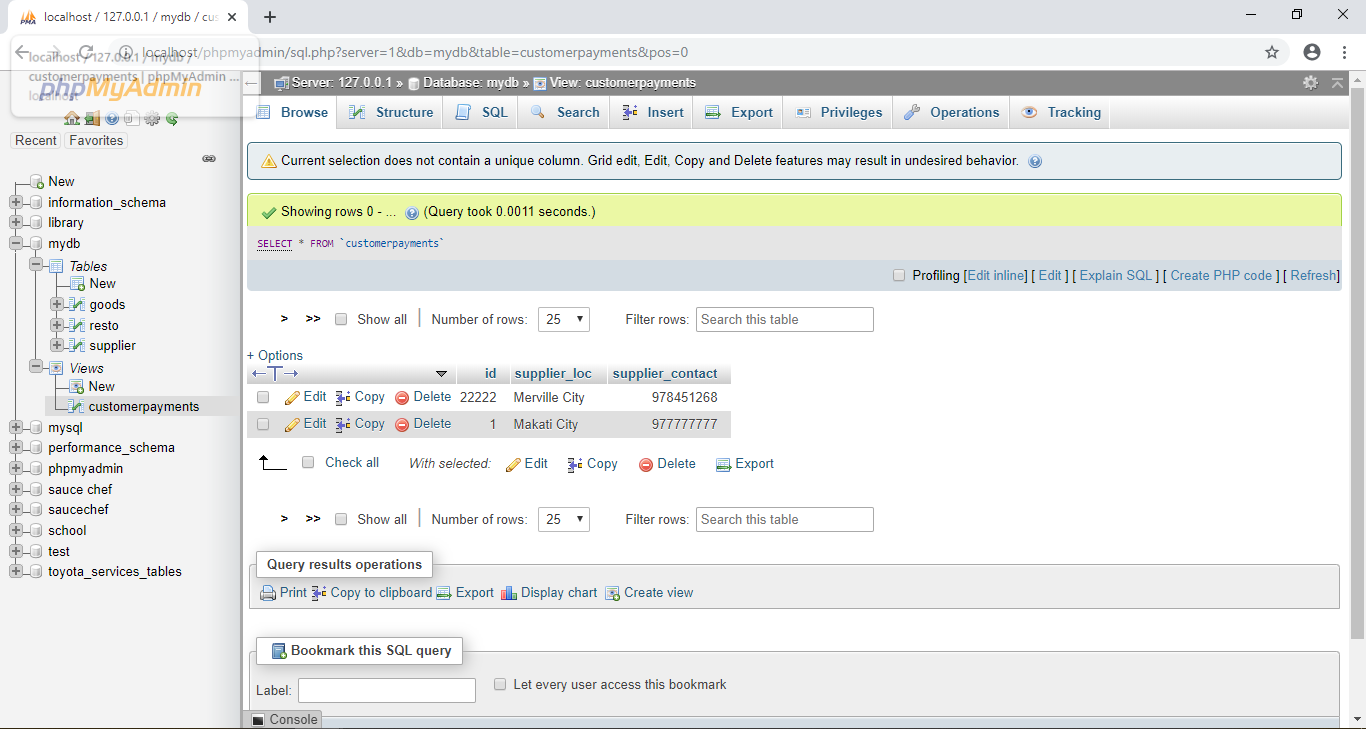 localhost / 127.0.0.1 / mydb / cus
localhost/phpmyadmin/sql.php?server=1&db=mydb&table=customerpayments&pos=0
localhost / 127.0.0.1 / mydb /
customerpayments | phpMyAdmin ...
localhost
phpMyAdmin
Recent Favorites
New
information_schema
library
mydb
Tables
New
goods
resto
supplier
Views
New
customerpayments
mysql
performance_schema
phpmyadmin
sauce chef
saucechef
school
test
toyota_services_tables
Server: 127.0.0.1 » Database: mydb » View: customerpayments
Browse Structure SQL Search Insert Export Privileges Operations Tracking
Current selection does not contain a unique column. Grid edit, Edit, Copy and Delete features may result in undesired behavior.
Showing rows 0 - ... (Query took 0.0011 seconds.)
SELECT * FROM `customerpayments`
Profiling [Edit inline] [ Edit ] [ Explain SQL ] [ Create PHP code ] [ Refresh]
> >> Show all | Number of rows: 25 Filter rows: Search this table
+ Options
←T→ id supplier_loc supplier_contact
Edit Copy Delete 22222 Merville City 978451268
Edit Copy Delete 1 Makati City 977777777
Check all With selected: Edit Copy Delete Export
> >> Show all | Number of rows: 25 Filter rows: Search this table
Query results operations
Print Copy to clipboard Export Display chart Create view
Bookmark this SQL query
Label: Let every user access this bookmark
Console